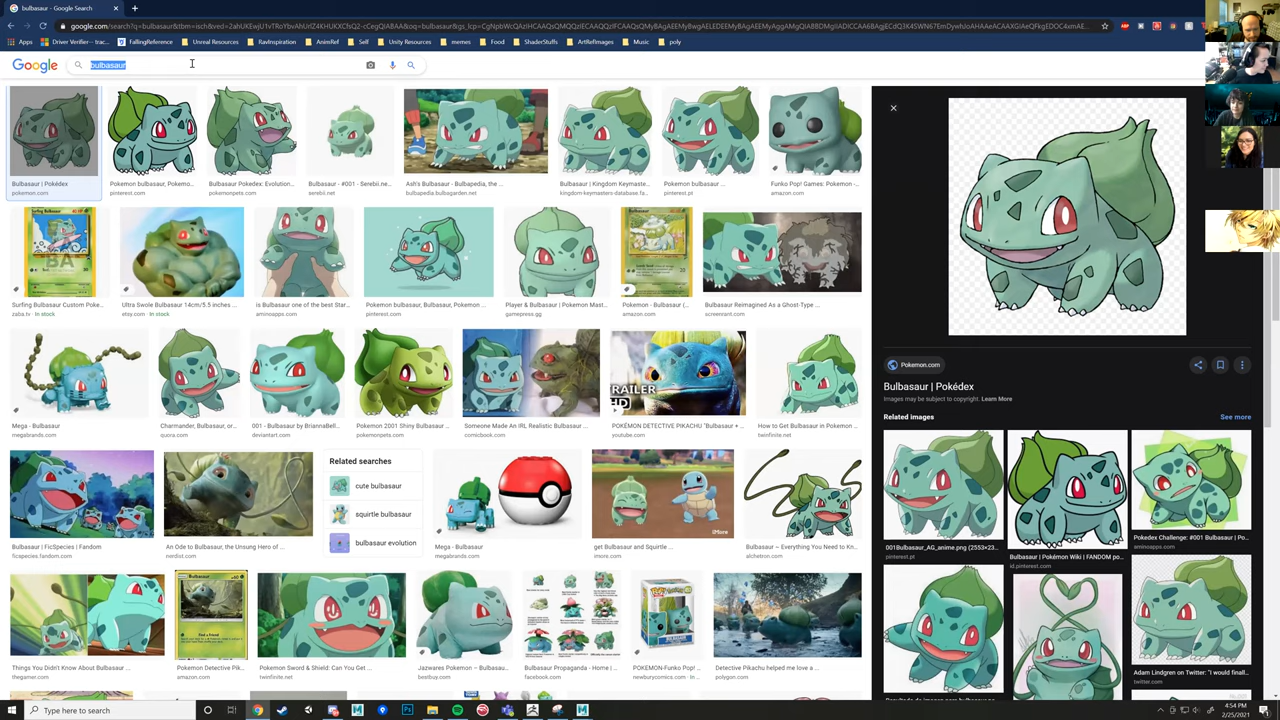 bulbasaur - Google Search
google.com/search?q=bulbasaur&tbm=isch&ved=
Apps
Driver Verifier -- trac...
FallingReference
Unreal Resources
RavInspiration
AnimRef
Self
Unity Resources
memes
Food
ShaderStuffs
ArtRefImages
Music
poly
Google
bulbasaur
Bulbasaur | Pokédex
pokemon.com
Pokemon bulbasaur, Pokemo...
pinterest.com
Bulbasaur Pokedex: Evolution...
pokemonpets.com
Bulbasaur - #001 - Serebii.ne...
serebii.net
Ash's Bulbasaur - Bulbapedia, the ...
bulbapedia.bulbagarden.net
Bulbasaur | Kingdom Keymaste...
kingdom-keymasters-database.fa...
Pokemon bulbasaur ...
pinterest.pt
Funko Pop! Games: Pokemon -...
amazon.com
Surfing Bulbasaur Custom Poke...
zaba.tv · In stock
Ultra Swole Bulbasaur 14cm/5.5 inches ...
etsy.com · In stock
is Bulbasaur one of the best Star...
aminoapps.com
Pokemon bulbasaur, Bulbasaur, Pokemon ...
pinterest.com
Player & Bulbasaur | Pokemon Mast...
gamepress.gg
Pokemon - Bulbasaur (...
amazon.com
Bulbasaur Reimagined As a Ghost-Type ...
screenrant.com
Mega - Bulbasaur
megabrands.com
Charmander, Bulbasaur, or...
quora.com
001 - Bulbasaur by BriannaBell...
deviantart.com
Pokemon 2001 Shiny Bulbasaur ...
pokemonpets.com
Someone Made An IRL Realistic Bulbasaur ...
comicbook.com
TRAILER
HD
POKÉMON DETECTIVE PIKACHU "Bulbasaur + ...
youtube.com
How to Get Bulbasaur in Pokemon ...
twinfinite.net
Bulbasaur | FicSpecies | Fandom
ficspecies.fandom.com
An Ode to Bulbasaur, the Unsung Hero of ...
nerdist.com
Related searches
cute bulbasaur
squirtle bulbasaur
bulbasaur evolution
Mega - Bulbasaur
megabrands.com
(More
get Bulbasaur and Squirtle ...
imore.com
Bulbasaur – Everything You Need to Kn...
alchetron.com
Things You Didn't Know About Bulbasaur ...
thegamer.com
Pokemon Detective Pik...
amazon.com
Pokemon Sword & Shield: Can You Get ...
twinfinite.net
Jazwares Pokemon – Bulbasau...
bestbuy.com
Bulbasaur Propaganda - Home | ...
facebook.com
POKEMON-Funko Pop! ...
newburycomics.com · In ...
Detective Pikachu helped me love a ...
polygon.com
Pokemon.com
Bulbasaur | Pokédex
Images may be subject to copyright. Learn More
Related images
See more
001Bulbasaur_AG_anime.png (2553×23...
pinterest.pt
Bulbasaur | Pokémon Wiki | FANDOM po...
id.pinterest.com
Pokedex Challenge: #001 Bulbasaur | Po...
aminoapps.com
Adam Lindgren on Twitter: "I would finall...
twitter.com
Type here to search
4:54 PM
2/25/2021